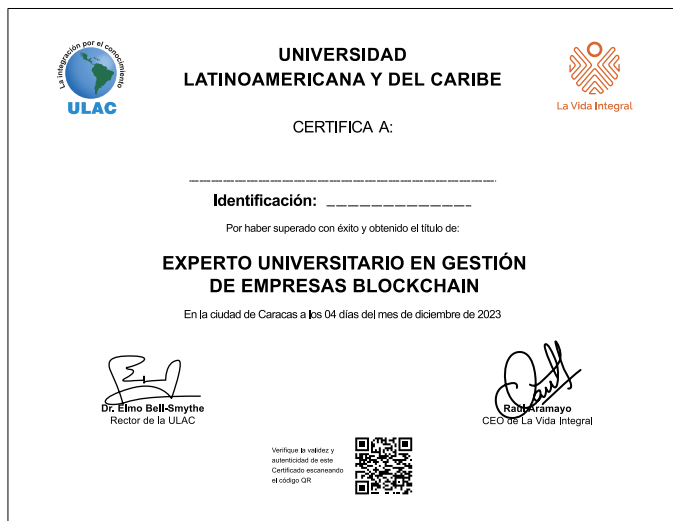 La integración por el conocimiento
ULAC
UNIVERSIDAD
LATINOAMERICANA Y DEL CARIBE
La Vida Integral
CERTIFICA A:
Identificación:
Por haber superado con éxito y obtenido el título de:
EXPERTO UNIVERSITARIO EN GESTIÓN
DE EMPRESAS BLOCKCHAIN
En la ciudad de Caracas a los 04 días del mes de diciembre de 2023
Dr. Elmo Bell-Smythe
Rector de la ULAC
Raúl Aramayo
CEO de La Vida Integral
Verifique la validez y
autenticidad de este
Certificado escaneando
el código QR